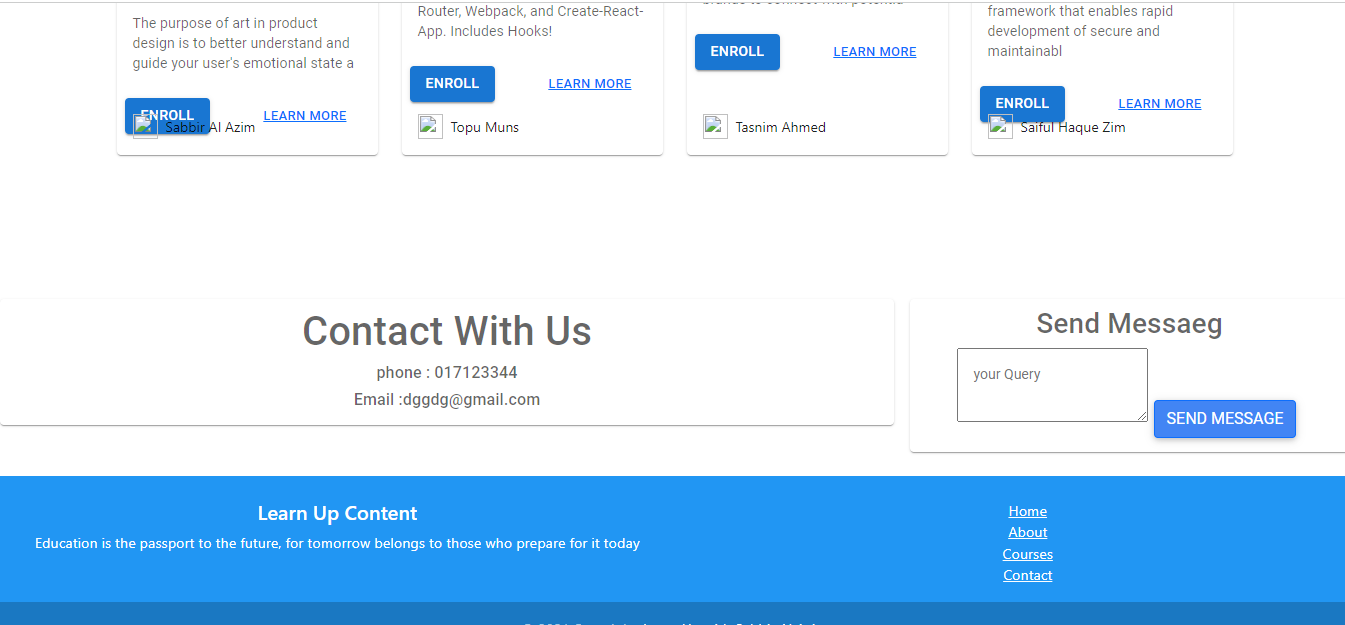 The purpose of art in product
design is to better understand and
guide your user's emotional state a
ENROLL
LEARN MORE
Sabbir Al Azim
Router, Webpack, and Create-React-
App. Includes Hooks!
ENROLL
LEARN MORE
Topu Muns
brands to connect with potentia
ENROLL
LEARN MORE
Tasnim Ahmed
framework that enables rapid
development of secure and
maintainabl
ENROLL
LEARN MORE
Saiful Haque Zim
Contact With Us
phone : 017123344
Email :dggdg@gmail.com
Send Messaeg
your Query
SEND MESSAGE
Learn Up Content
Education is the passport to the future, for tomorrow belongs to those who prepare for it today
Home
About
Courses
Contact